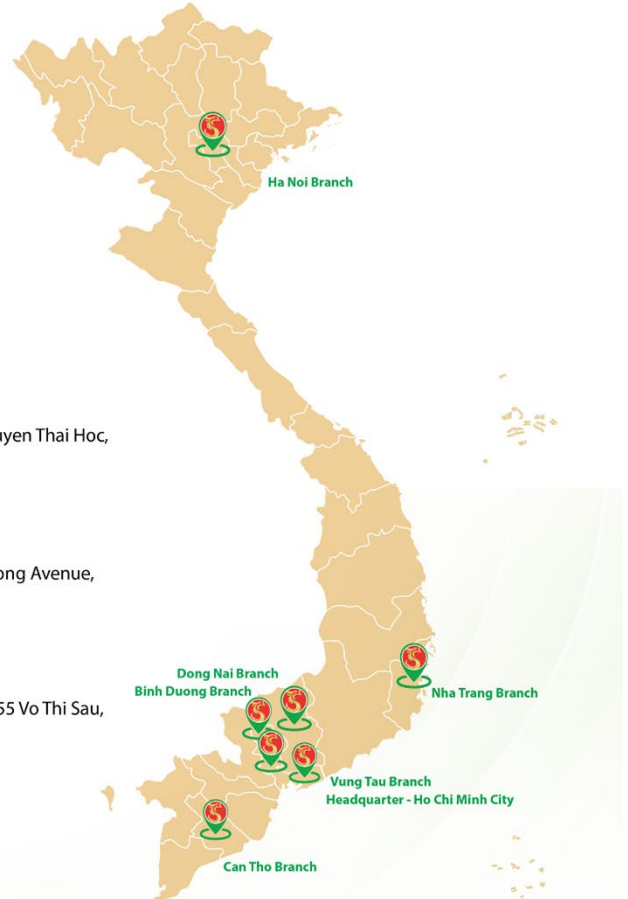 Ha Noi Branch
uyen Thai Hoc,
ong Avenue,
Dong Nai Branch
Binh Duong Branch
Nha Trang Branch
55 Vo Thi Sau,
Vung Tau Branch
Headquarter - Ho Chi Minh City
Can Tho Branch